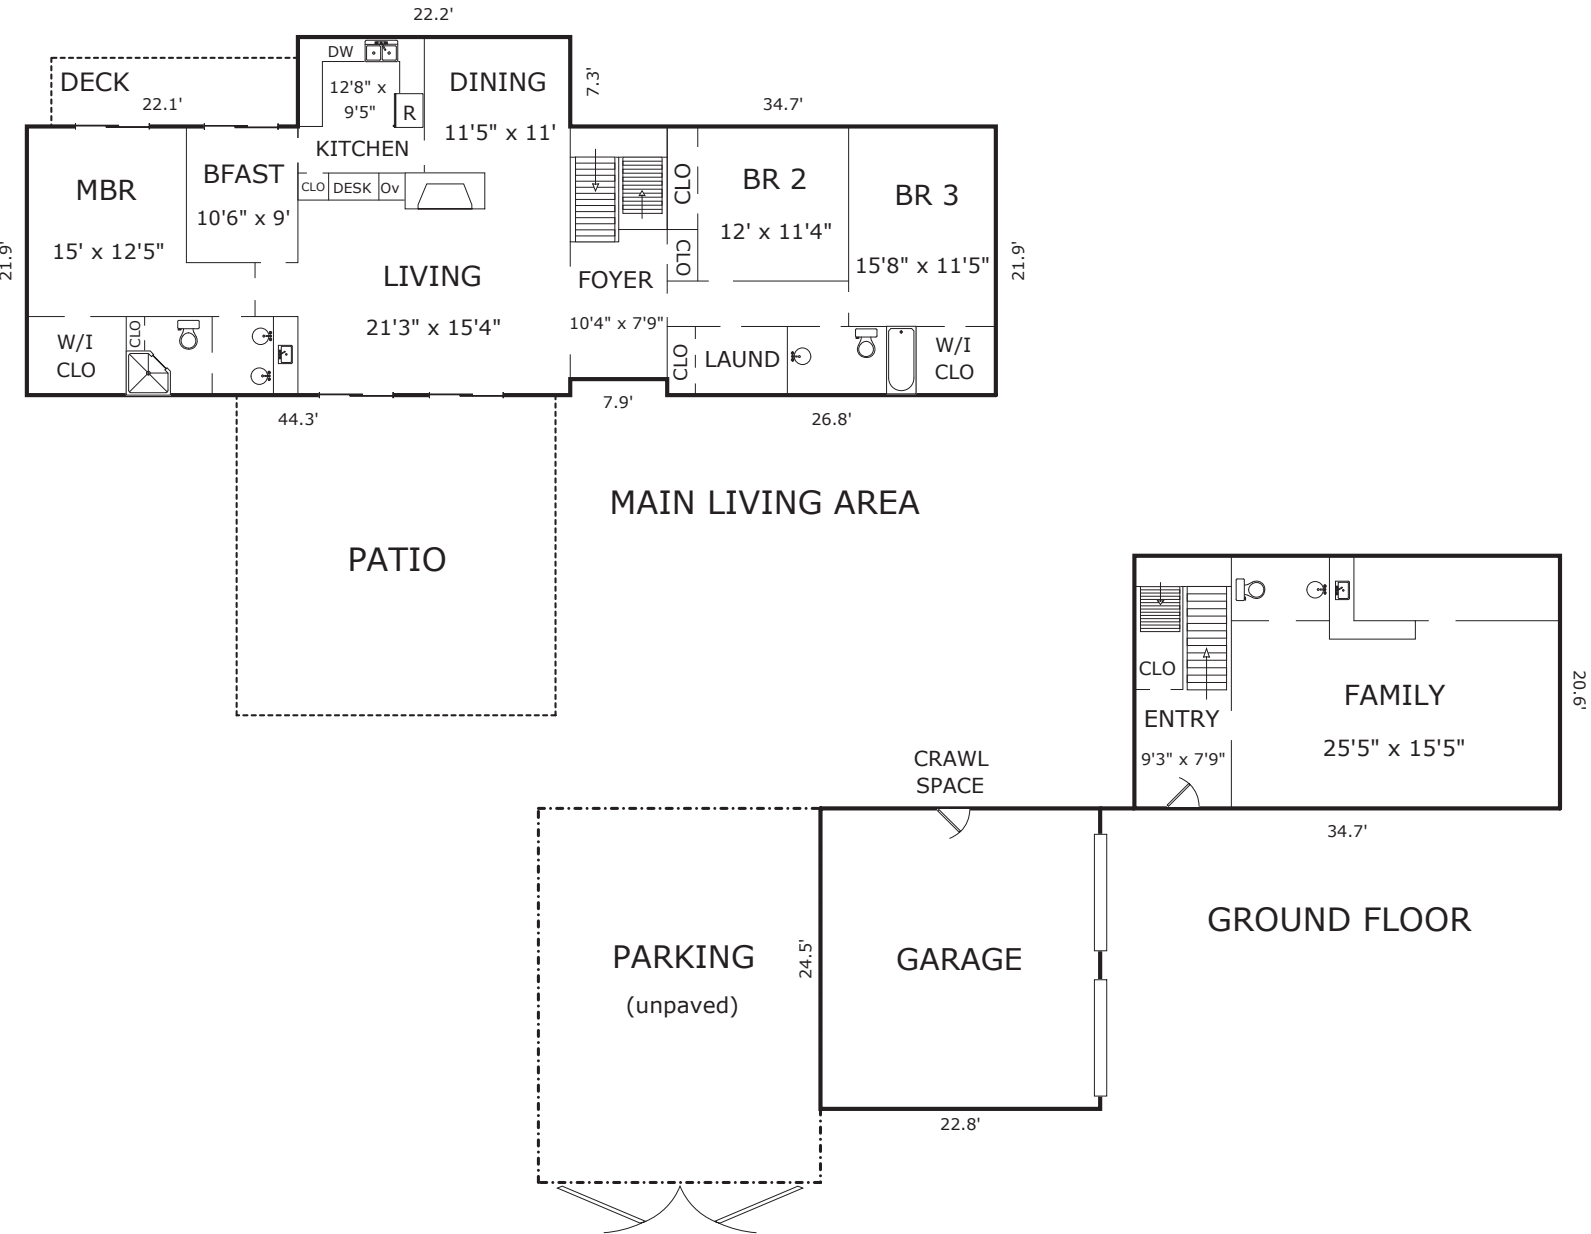 22.2'
DECK
22.1'
DW
12'8" x
9'5"
R
KITCHEN
DINING
11'5" x 11'
7.3'
34.7'
MBR
15' x 12'5"
BFAST
10'6" x 9'
CLO
DESK
Ov
CLO
BR 2
12' x 11'4"
BR 3
15'8" x 11'5"
21.9'
21.9'
LIVING
21'3" x 15'4"
FOYER
10'4" x 7'9"
CLO
W/I
CLO
CLO
CLO
LAUND
W/I
CLO
44.3'
7.9'
26.8'
MAIN LIVING AREA
PATIO
CLO
ENTRY
9'3" x 7'9"
FAMILY
25'5" x 15'5"
20.6'
34.7'
CRAWL
SPACE
GROUND FLOOR
PARKING
(unpaved)
24.5'
GARAGE
22.8'